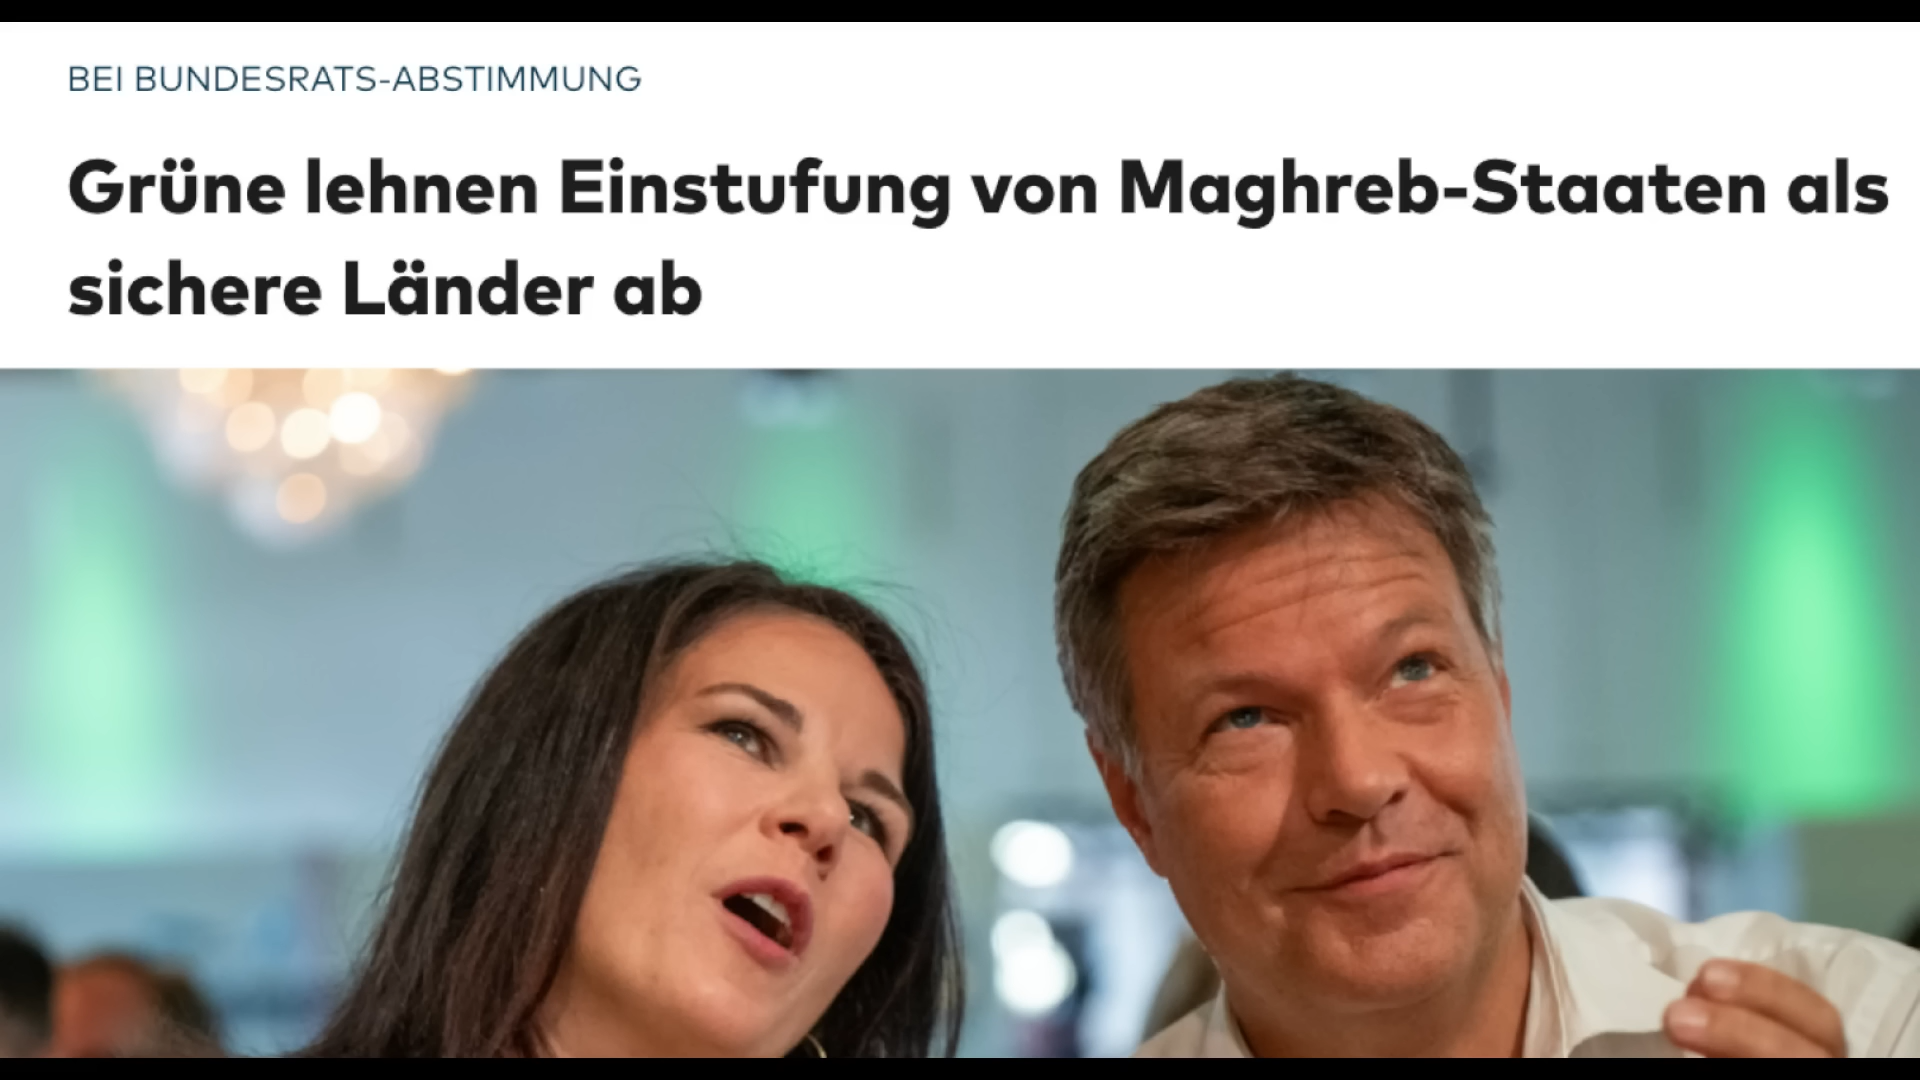 BEI BUNDESRATS-ABSTIMMUNG
Grüne lehnen Einstufung von Maghreb-Staaten als
sichere Länder ab